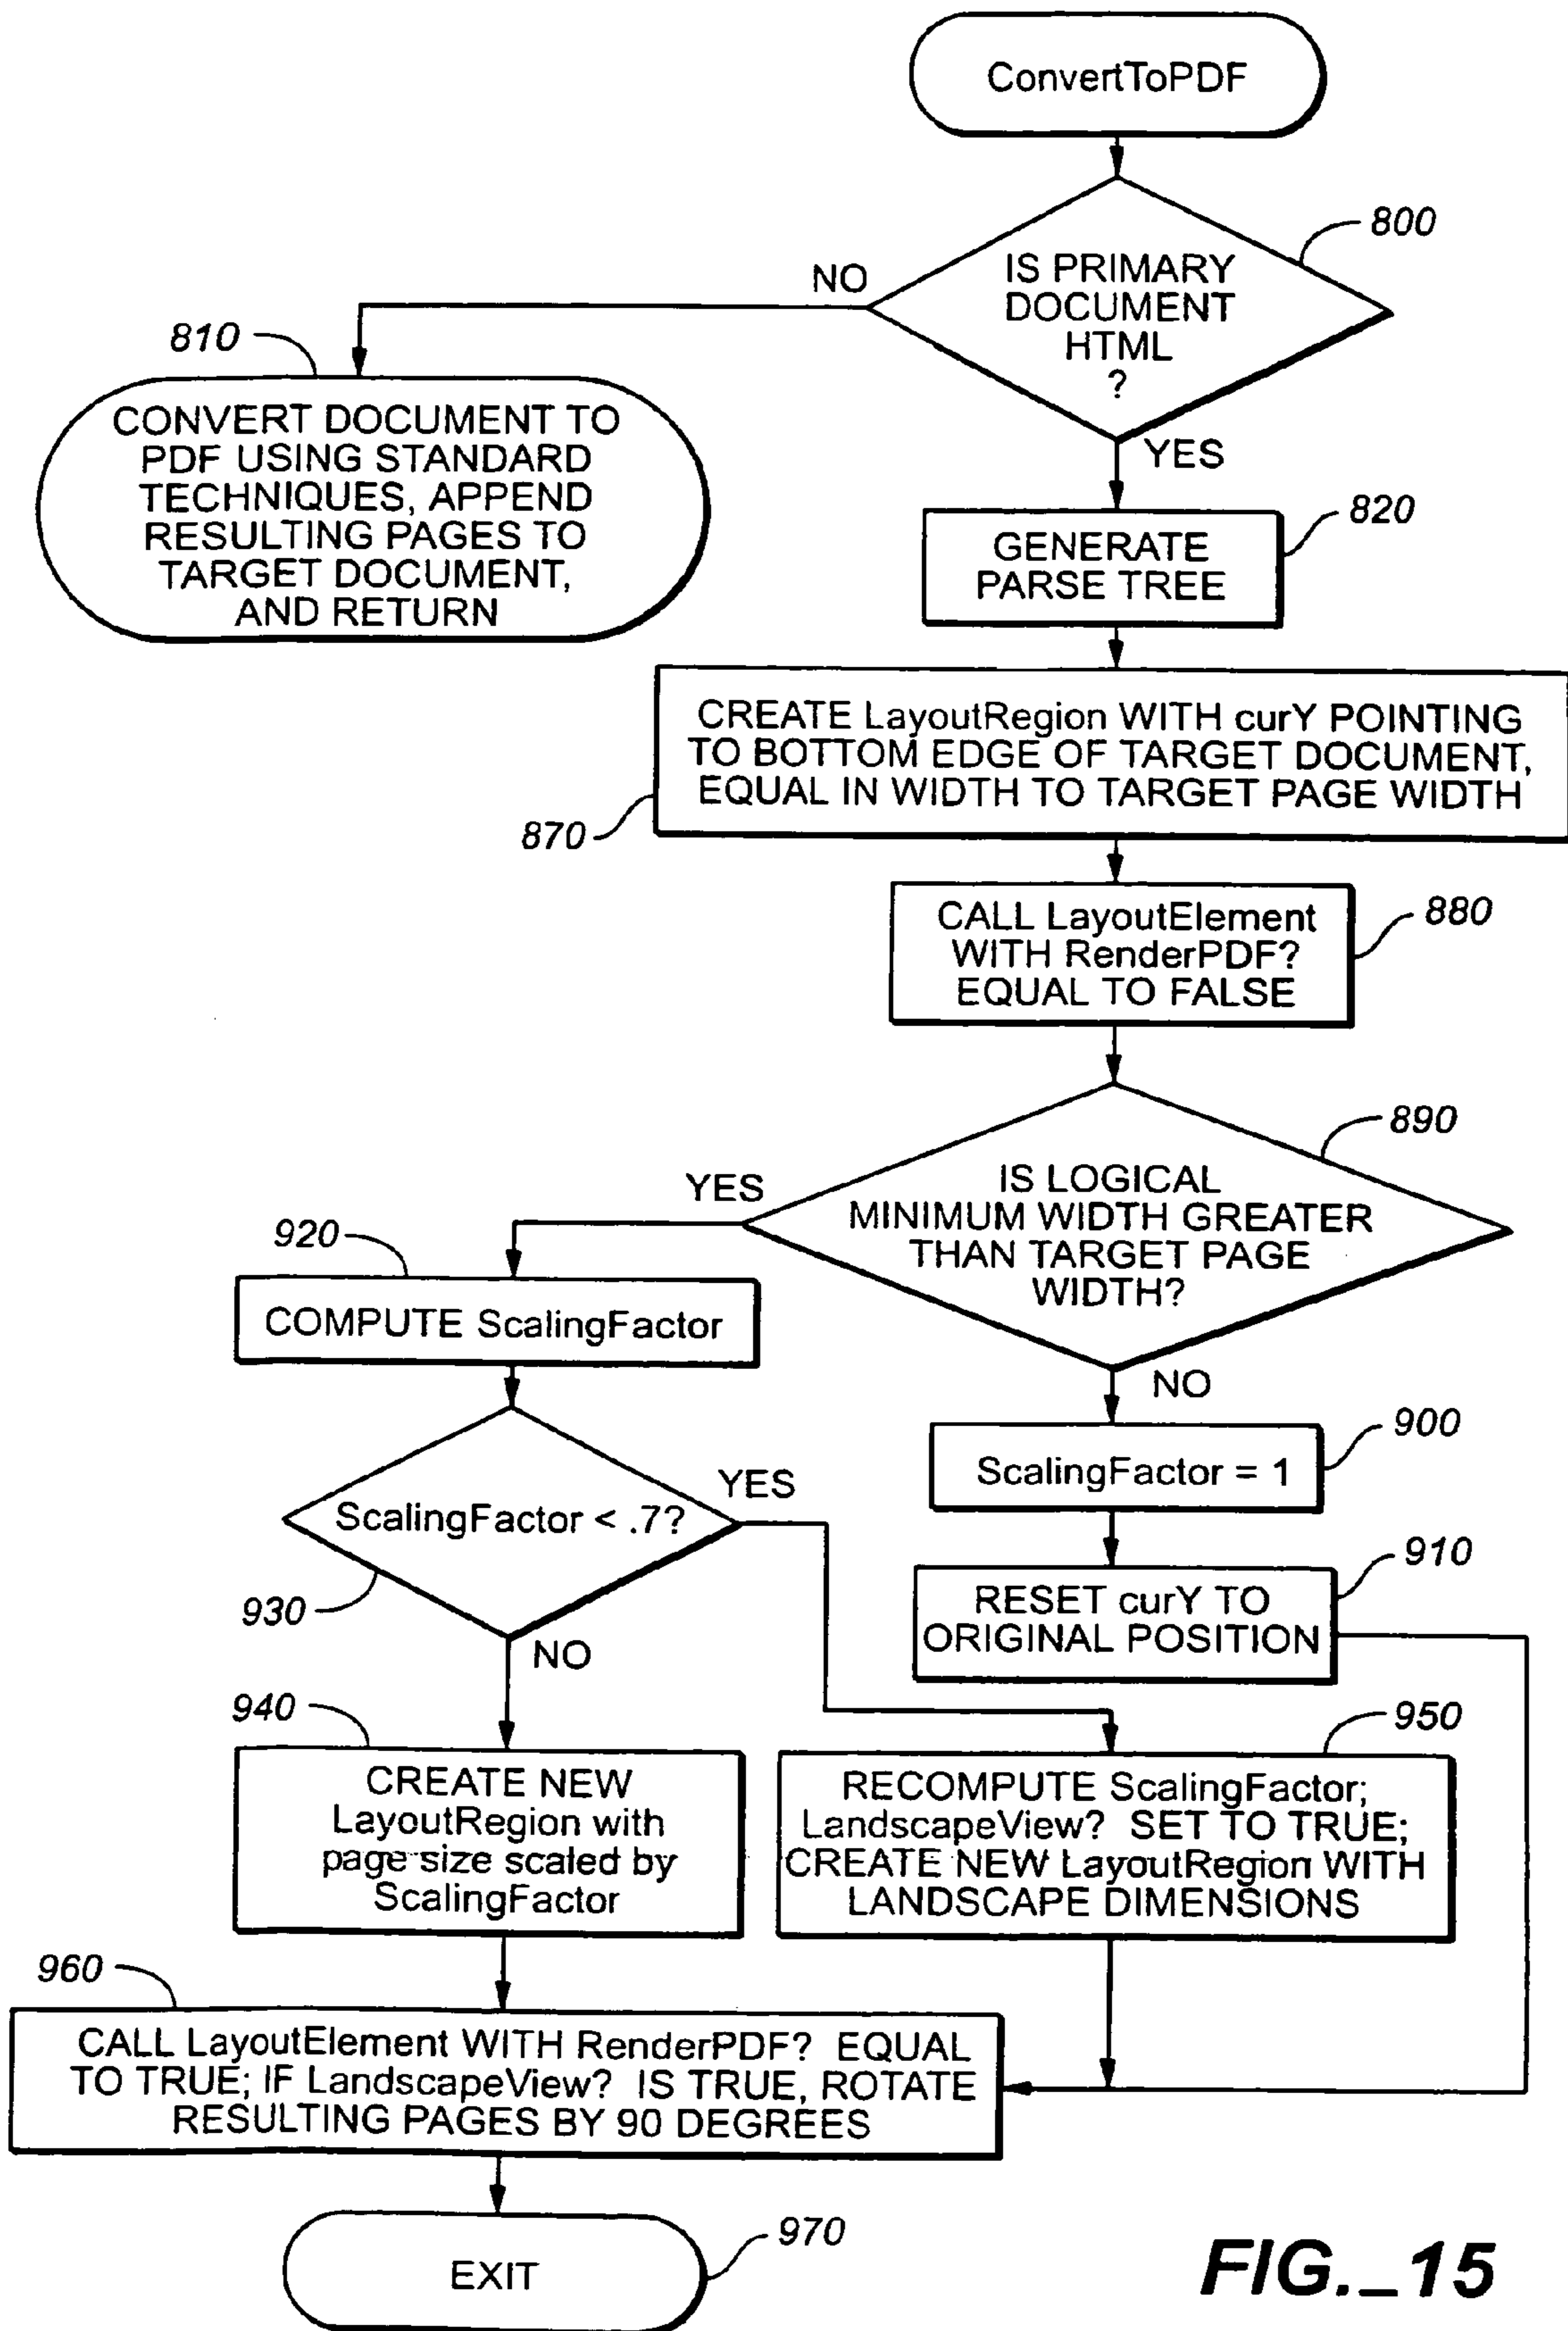 ConvertToPDF
800
IS PRIMARY
DOCUMENT
HTML
?
NO
YES
810
CONVERT DOCUMENT TO
PDF USING STANDARD
TECHNIQUES, APPEND
RESULTING PAGES TO
TARGET DOCUMENT,
AND RETURN
820
GENERATE
PARSE TREE
CREATE LayoutRegion WITH curY POINTING
TO BOTTOM EDGE OF TARGET DOCUMENT,
EQUAL IN WIDTH TO TARGET PAGE WIDTH
870
CALL LayoutElement
WITH RenderPDF?
EQUAL TO FALSE
880
890
IS LOGICAL
MINIMUM WIDTH GREATER
THAN TARGET PAGE
WIDTH?
YES
NO
920
COMPUTE ScalingFactor
900
ScalingFactor = 1
ScalingFactor < .7?
YES
930
NO
910
RESET curY TO
ORIGINAL POSITION
940
CREATE NEW
LayoutRegion with
page size scaled by
ScalingFactor
950
RECOMPUTE ScalingFactor;
LandscapeView? SET TO TRUE;
CREATE NEW LayoutRegion WITH
LANDSCAPE DIMENSIONS
960
CALL LayoutElement WITH RenderPDF? EQUAL
TO TRUE; IF LandscapeView? IS TRUE, ROTATE
RESULTING PAGES BY 90 DEGREES
970
EXIT
FIG._15